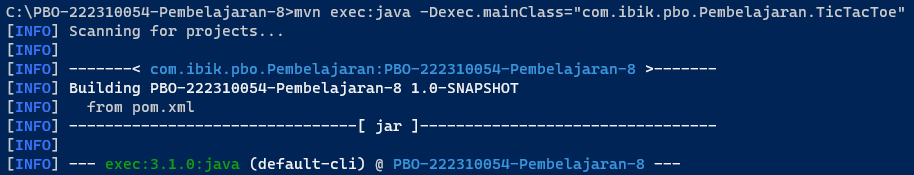 C:\PBO-222310054-Pembelajaran-8>mvn exec:java -Dexec.mainClass="com.ibik.pbo.Pembelajaran.TicTacToe"
[INFO] Scanning for projects...
[INFO]
[INFO] -------< com.ibik.pbo.Pembelajaran:PBO-222310054-Pembelajaran-8 >-------
[INFO] Building PBO-222310054-Pembelajaran-8 1.0-SNAPSHOT
[INFO]   from pom.xml
[INFO] --------------------------------[ jar ]---------------------------------
[INFO]
[INFO] --- exec:3.1.0:java (default-cli) @ PBO-222310054-Pembelajaran-8 ---